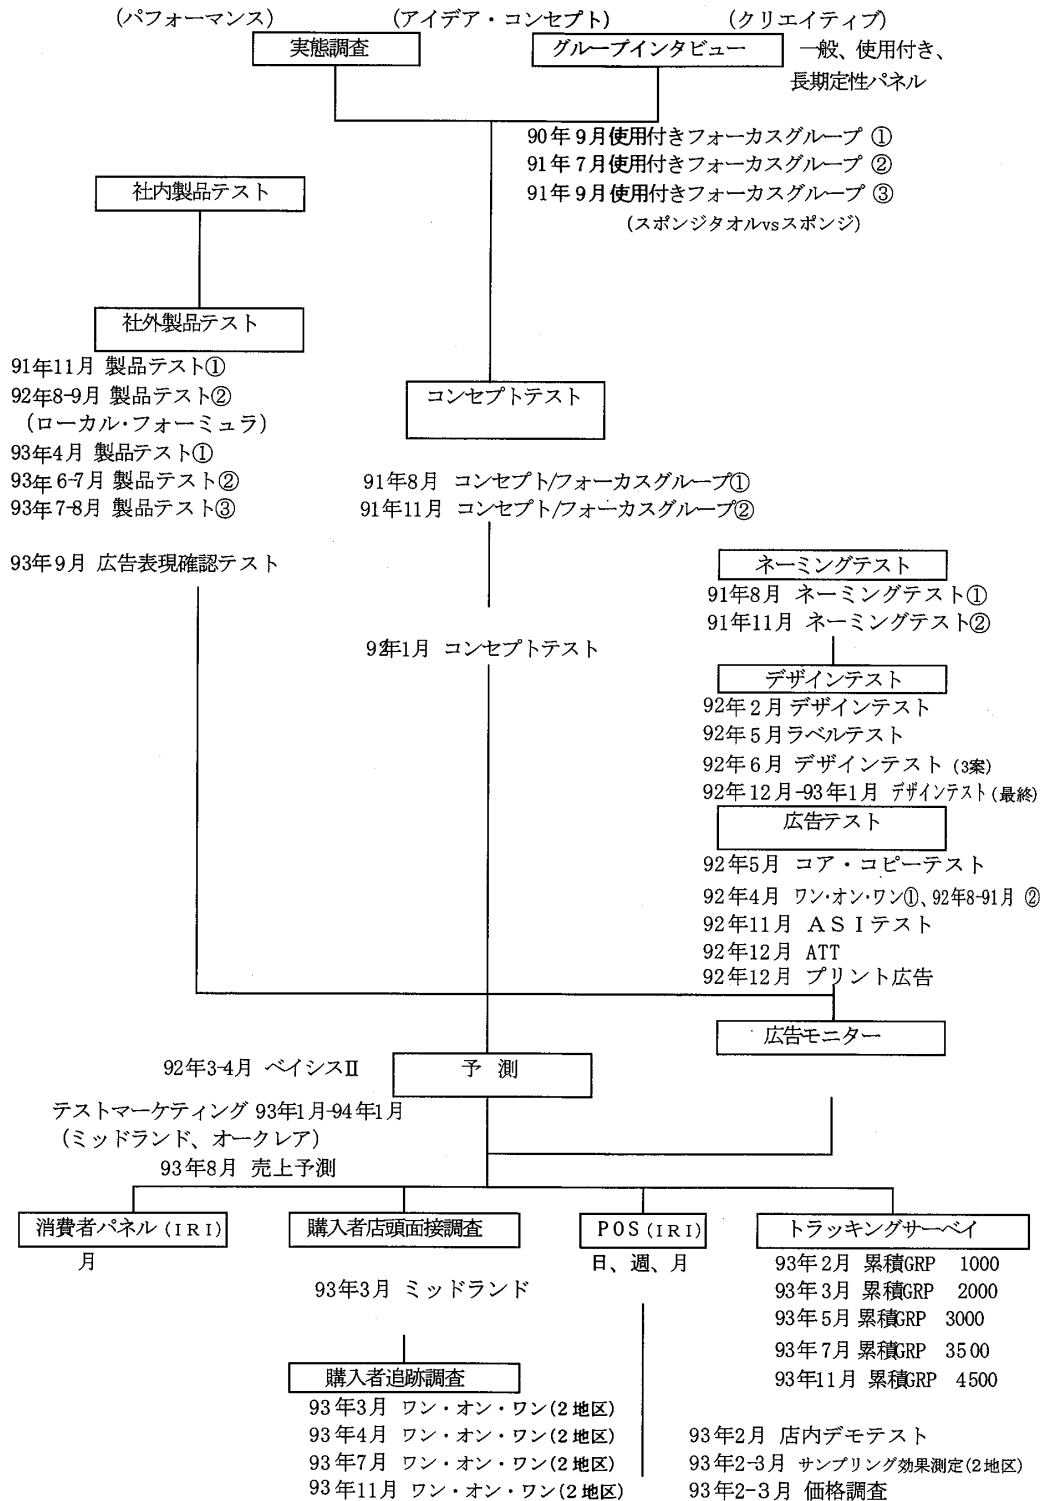 (パフォーマンス) (アイデア・コンセプト) (クリエイティブ)
実態調査 グループインタビュー 一般、使用付き、
長期定性パネル
90年9月使用付きフォーカスグループ ①
91年7月使用付きフォーカスグループ ②
91年9月使用付きフォーカスグループ ③
(スポンジタオルvsスポンジ)
社内製品テスト
社外製品テスト
91年11月 製品テスト①
92年8-9月 製品テスト②
(ローカル・フォーミュラ)
93年4月 製品テスト①
93年6-7月 製品テスト②
93年7-8月 製品テスト③
93年9月 広告表現確認テスト
コンセプトテスト
91年8月 コンセプト/フォーカスグループ①
91年11月 コンセプト/フォーカスグループ②
92年1月 コンセプトテスト
ネーミングテスト
91年8月 ネーミングテスト①
91年11月 ネーミングテスト②
デザインテスト
92年2月デザインテスト
92年5月ラベルテスト
92年6月 デザインテスト(3案)
92年12月-93年1月 デザインテスト(最終)
広告テスト
92年5月 コア・コピーテスト
92年4月 ワン・オン・ワン①、92年8-91月 ②
92年11月 ASIテスト
92年12月 ATT
92年12月 プリント広告
広告モニター
92年3-4月 ベイシスⅡ 予 測
テストマーケティング 93年1月-94年1月
(ミッドランド、オークレア)
93年8月 売上予測
消費者パネル(IRI) 購入者店頭面接調査 POS(IRI) トラッキングサーベイ
月
93年3月 ミッドランド
購入者追跡調査
93年3月 ワン・オン・ワン(2地区)
93年4月 ワン・オン・ワン(2地区)
93年7月 ワン・オン・ワン(2地区)
93年11月 ワン・オン・ワン(2地区)
日、週、月
93年2月 累積GRP 1000
93年3月 累積GRP 2000
93年5月 累積GRP 3000
93年7月 累積GRP 3500
93年11月 累積GRP 4500
93年2月 店内デモテスト
93年2-3月 サンプリング効果測定(2地区)
93年2-3月 価格調査